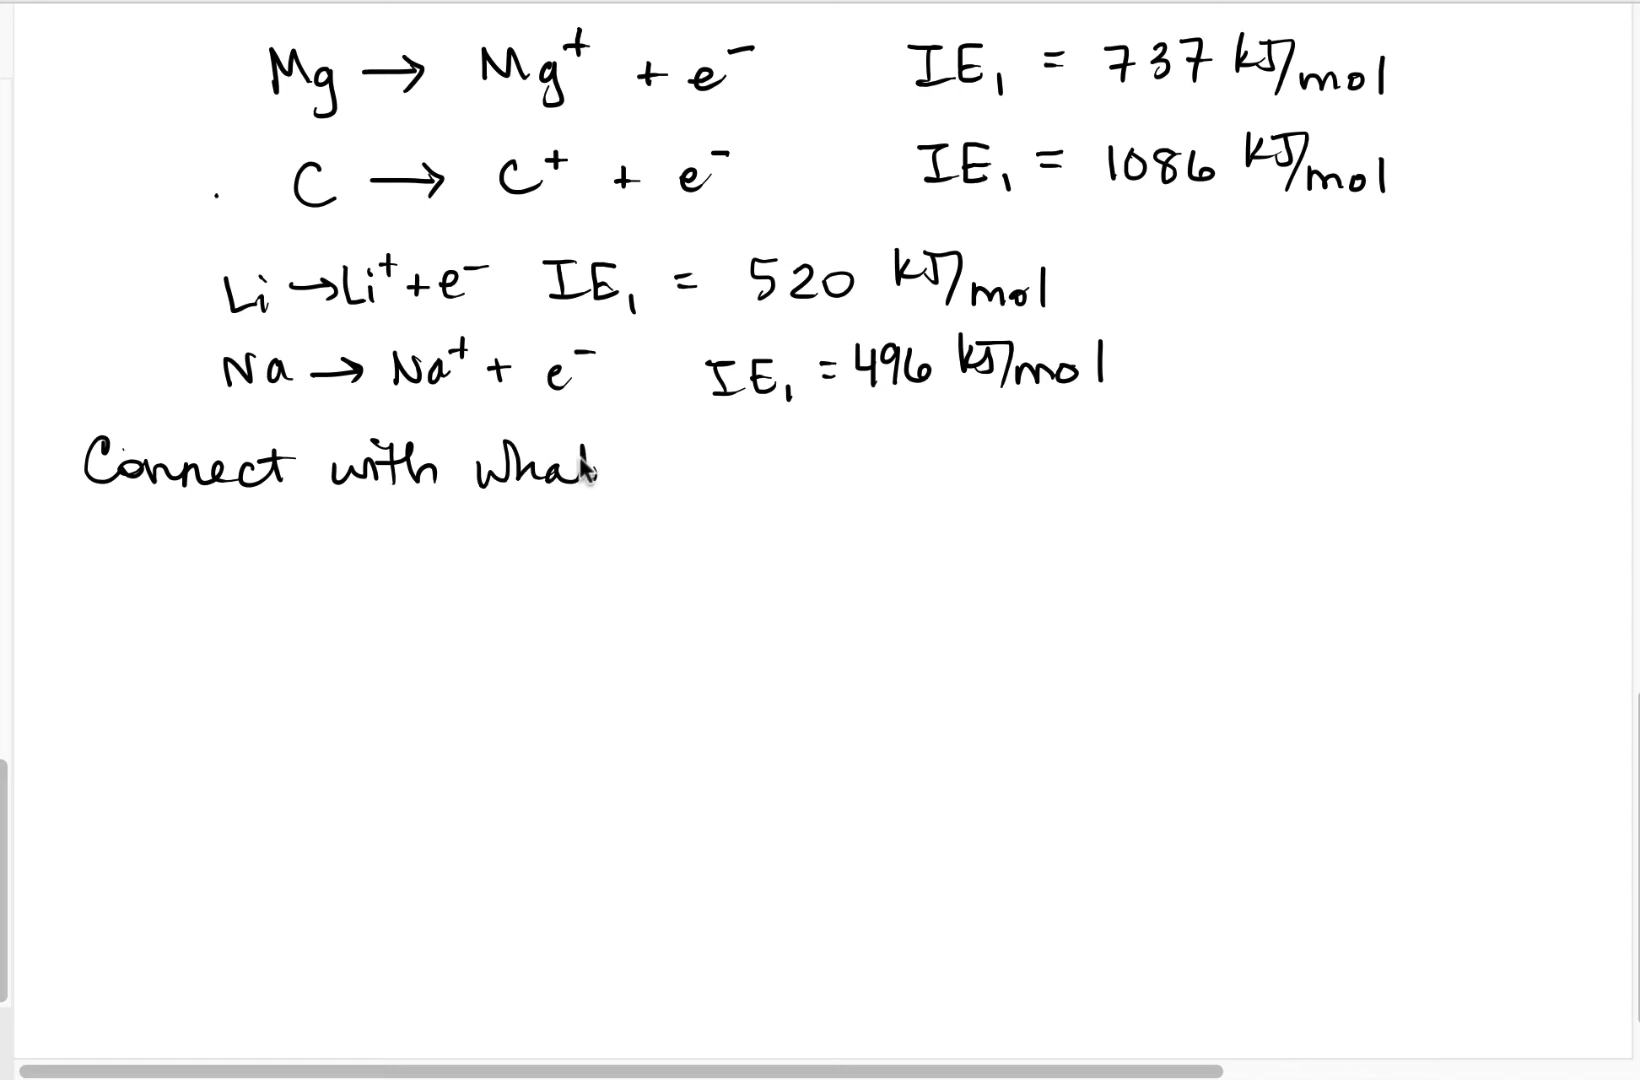 Mg → Mg⁺ + e⁻ IE₁ = 737 kJ/mol
C → C⁺ + e⁻ IE₁ = 1086 kJ/mol
Li → Li⁺ + e⁻ IE₁ = 520 kJ/mol
Na → Na⁺ + e⁻ IE₁ = 496 kJ/mol
Connect with what